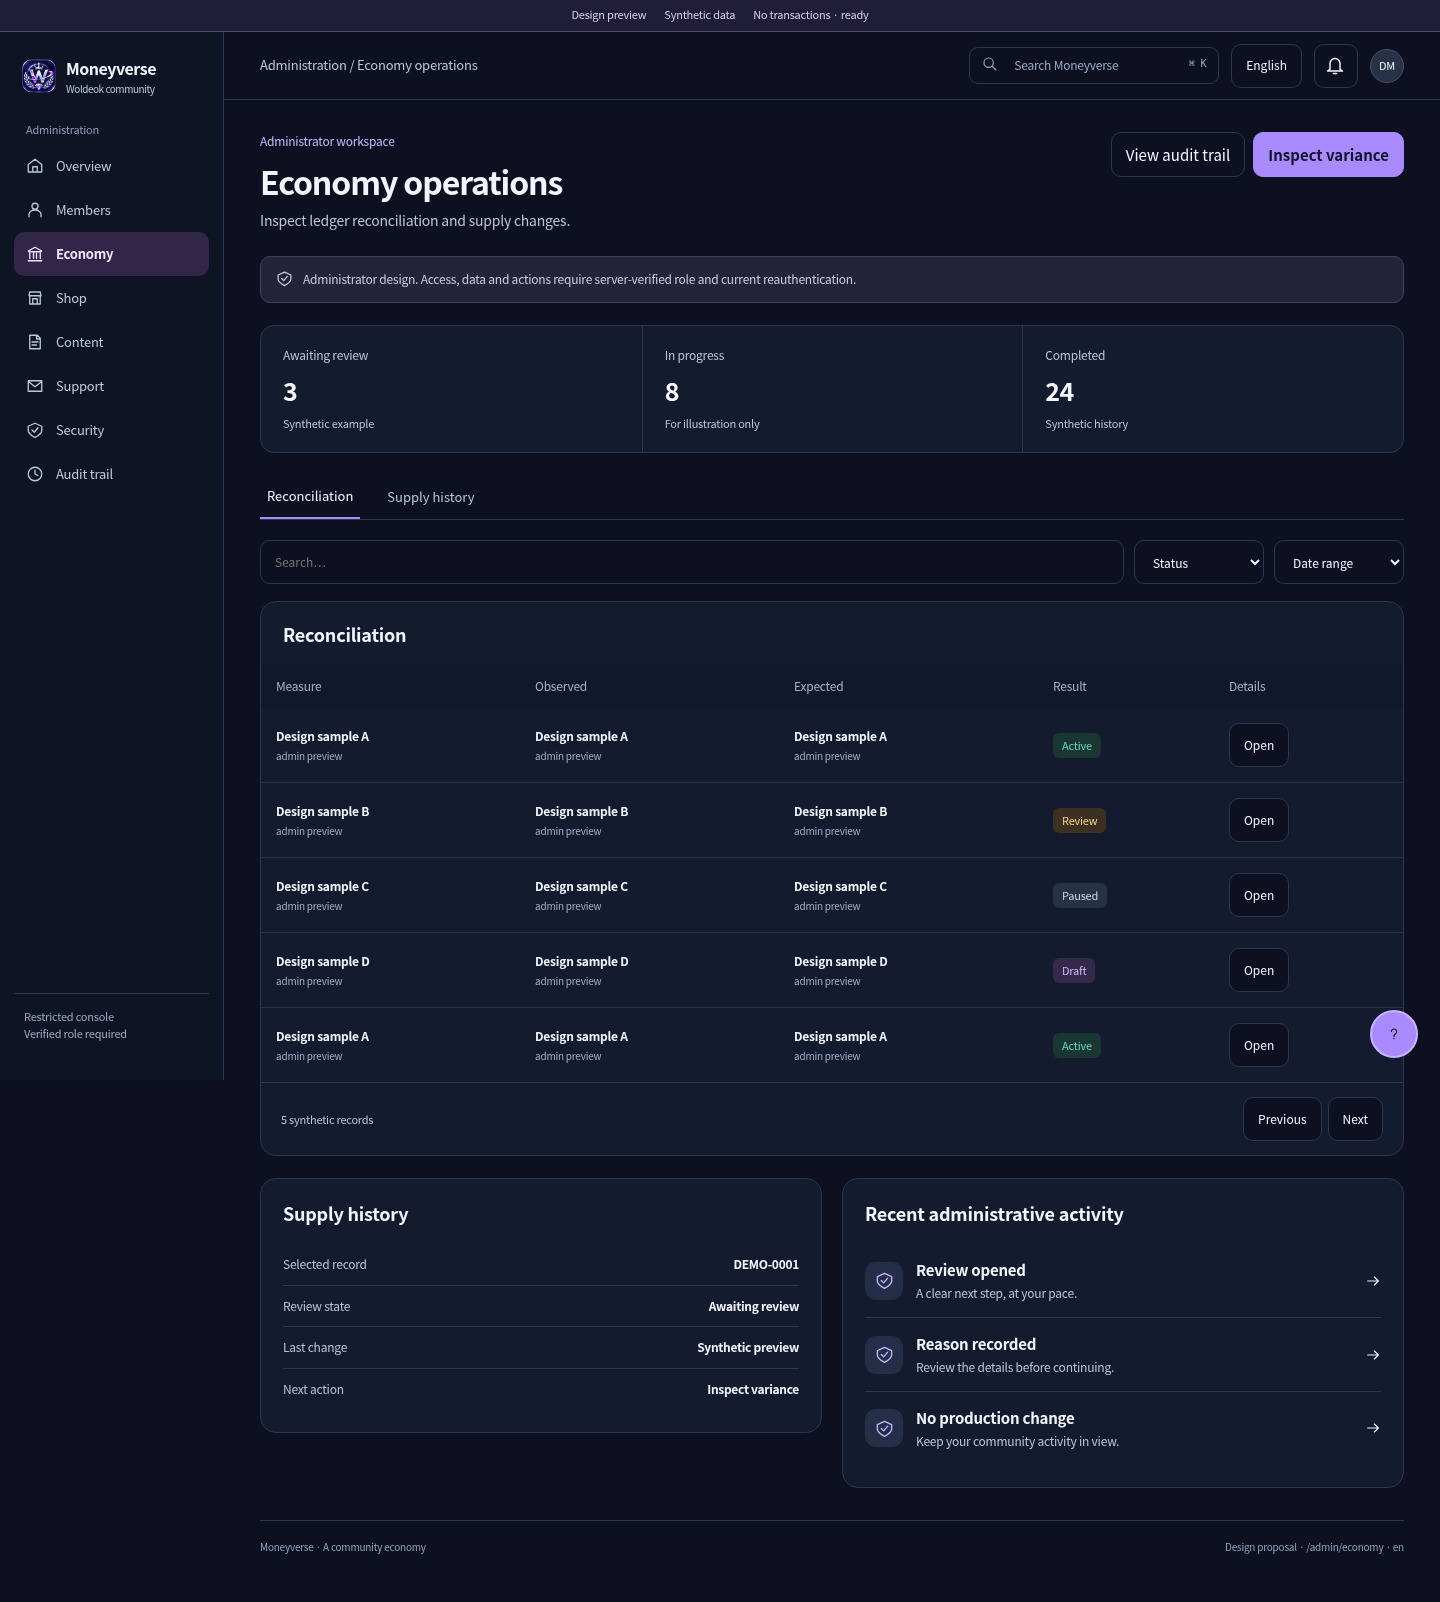 Design preview Synthetic data No transactions · ready
Moneyverse
Woldeok community
Administration / Economy operations
Search Moneyverse ⌘ K
English
DM
Administration
Overview
Members
Economy
Shop
Content
Support
Security
Audit trail
Restricted console
Verified role required
Administrator workspace
Economy operations
Inspect ledger reconciliation and supply changes.
View audit trail
Inspect variance
Administrator design. Access, data and actions require server-verified role and current reauthentication.
Awaiting review
3
Synthetic example
In progress
8
For illustration only
Completed
24
Synthetic history
Reconciliation Supply history
Search…
Status
Date range
Reconciliation
Measure Observed Expected Result Details
Design sample A Design sample A Design sample A Active Open
admin preview admin preview admin preview
Design sample B Design sample B Design sample B Review Open
admin preview admin preview admin preview
Design sample C Design sample C Design sample C Paused Open
admin preview admin preview admin preview
Design sample D Design sample D Design sample D Draft Open
admin preview admin preview admin preview
Design sample A Design sample A Design sample A Active Open
admin preview admin preview admin preview
?
5 synthetic records
Previous Next
Supply history
Selected record DEMO-0001
Review state Awaiting review
Last change Synthetic preview
Next action Inspect variance
Recent administrative activity
Review opened
A clear next step, at your pace.
Reason recorded
Review the details before continuing.
No production change
Keep your community activity in view.
Moneyverse · A community economy
Design proposal · /admin/economy · en